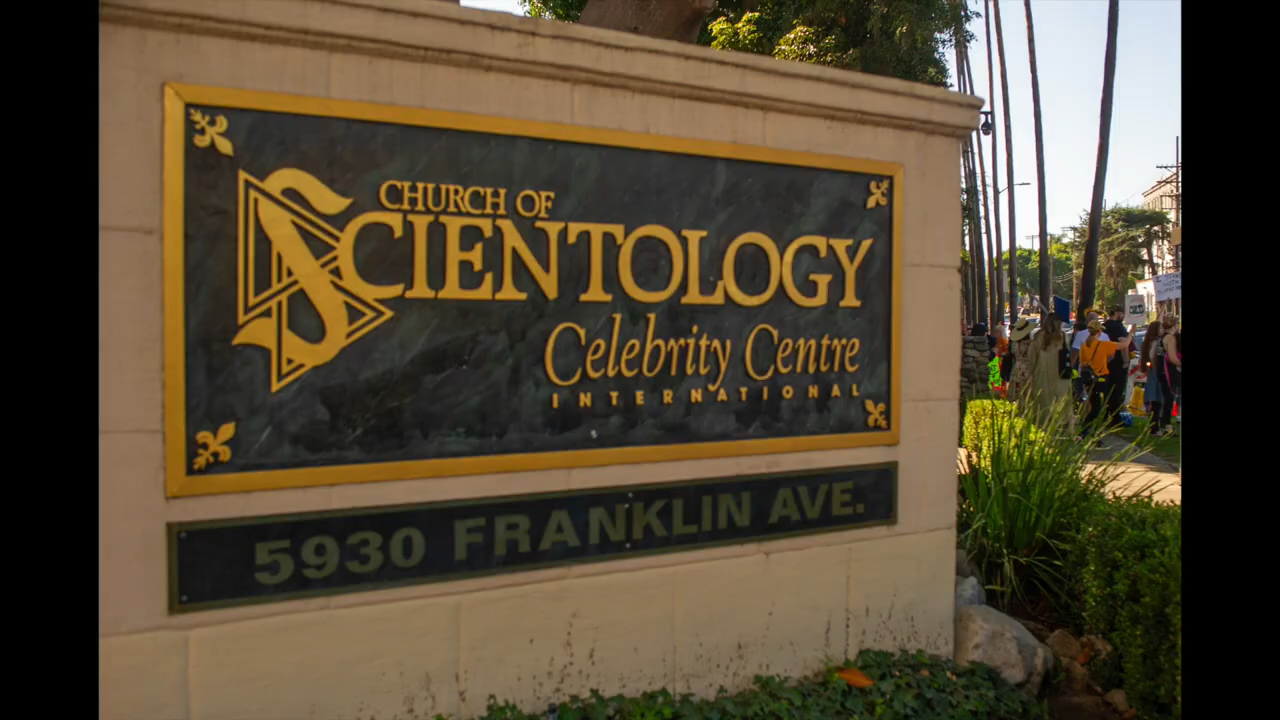 CHURCH OF
SCIENTOLOGY
Celebrity Centre
INTERNATIONAL
5930 FRANKLIN AVE.